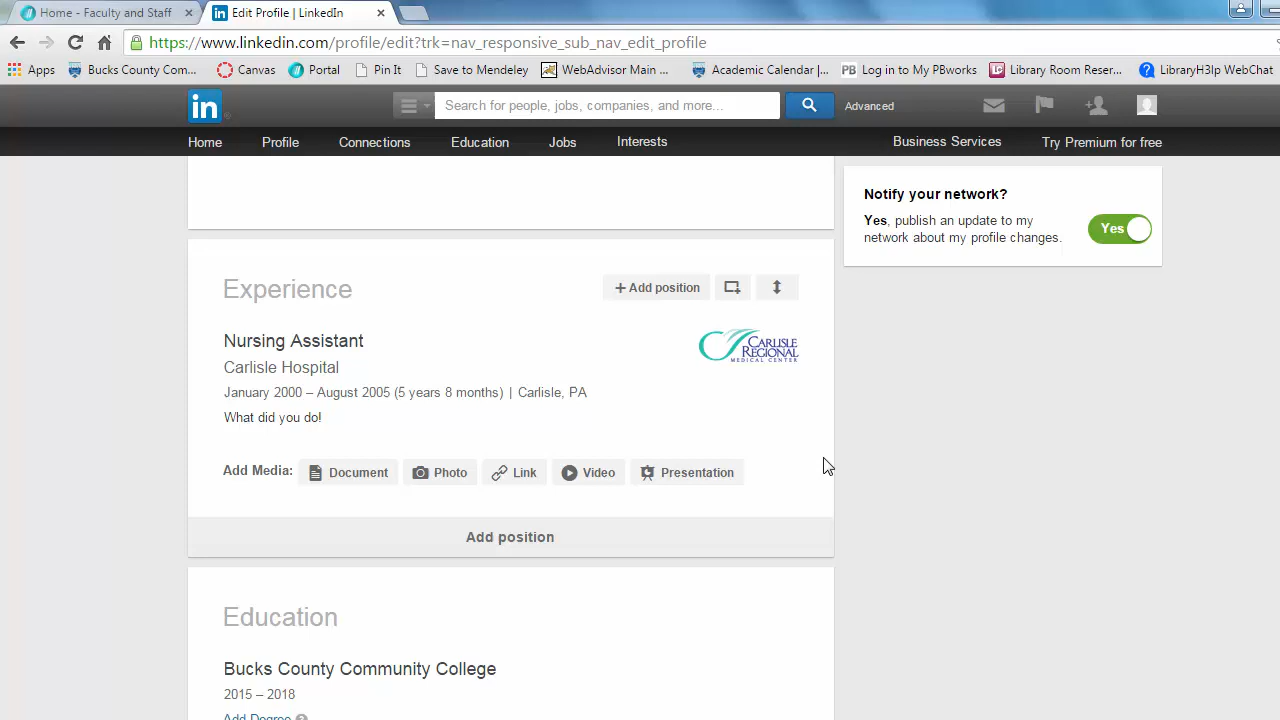 Home - Faculty and Staff
Edit Profile | LinkedIn
https://www.linkedin.com/profile/edit?trk=nav_responsive_sub_nav_edit_profile
Apps Bucks County Com... Canvas Portal Pin It Save to Mendeley WebAdvisor Main ... Academic Calendar |... PB Log in to My PBworks Library Room Reser... LibraryH3lp WebChat
in Search for people, jobs, companies, and more... Advanced
Home Profile Connections Education Jobs Interests Business Services Try Premium for free
Notify your network?
Yes, publish an update to my
network about my profile changes.
Yes
Experience
+ Add position
Nursing Assistant
Carlisle Hospital
January 2000 – August 2005 (5 years 8 months) | Carlisle, PA
What did you do!
CARLISLE
REGIONAL
MEDICAL CENTER
Add Media: Document Photo Link Video Presentation
Add position
Education
Bucks County Community College
2015 – 2018
Add Degree